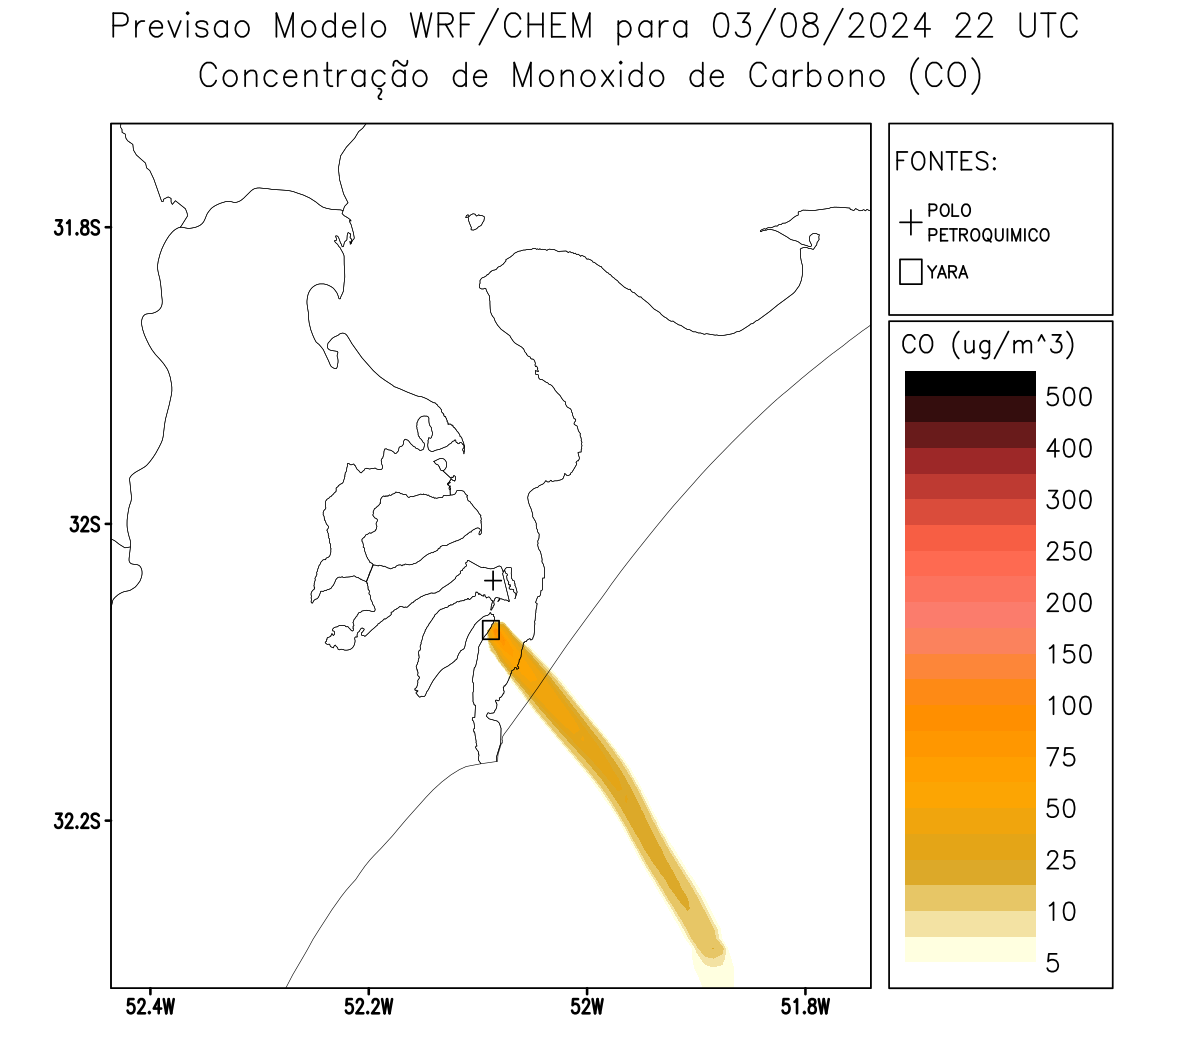 Previsao Modelo WRF/CHEM para 03/08/2024 22 UTC
Concentração de Monoxido de Carbono (CO)
FONTES:
POLO
PETROQUIMICO
YARA
CO (ug/m^3)
500
400
300
250
200
150
100
75
50
25
10
5
31.8S
32S
32.2S
52.4W
52.2W
52W
51.8W